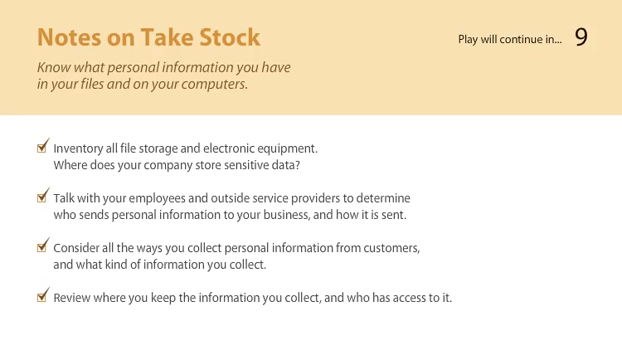 Notes on Take Stock
Play will continue in... 9
Know what personal information you have
in your files and on your computers.
Inventory all file storage and electronic equipment.
Where does your company store sensitive data?
Talk with your employees and outside service providers to determine
who sends personal information to your business, and how it is sent.
Consider all the ways you collect personal information from customers,
and what kind of information you collect.
Review where you keep the information you collect, and who has access to it.